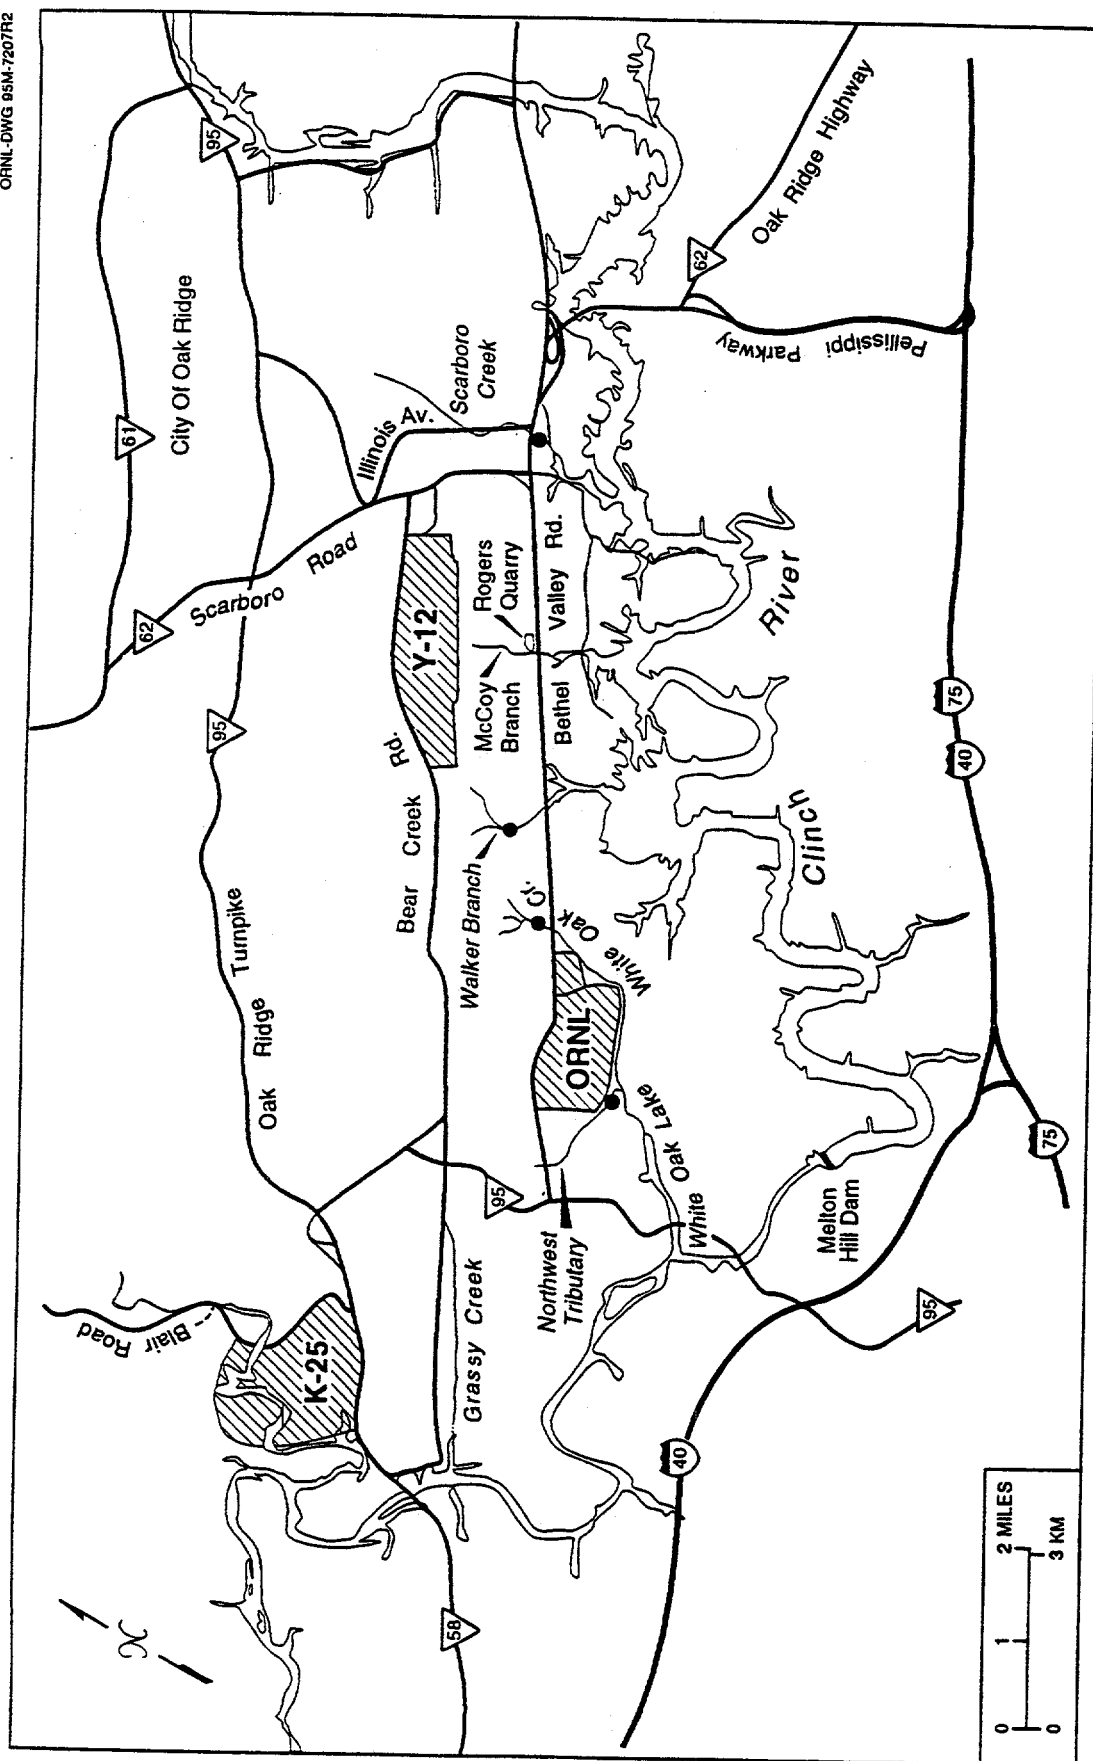 ORNL-DWG 95M-7207R2
95
61
City Of Oak Ridge
62
Oak Ridge Highway
Pellissippi
Parkway
Illinois Av.
Scarboro
Creek
Scarboro Road
62
95
Y-12
Rogers
Quarry
McCoy
Branch
Bethel Valley Rd.
River
75
40
Bear Creek Rd.
Walker Branch
Clinch
Oak Ridge Turnpike
White Oak Cr.
ORNL
White Oak Lake
95
Northwest
Tributary
Melton
Hill Dam
75
Blair
Road
K-25
Grassy Creek
95
40
58
N
0 1 2 MILES
0 3 KM